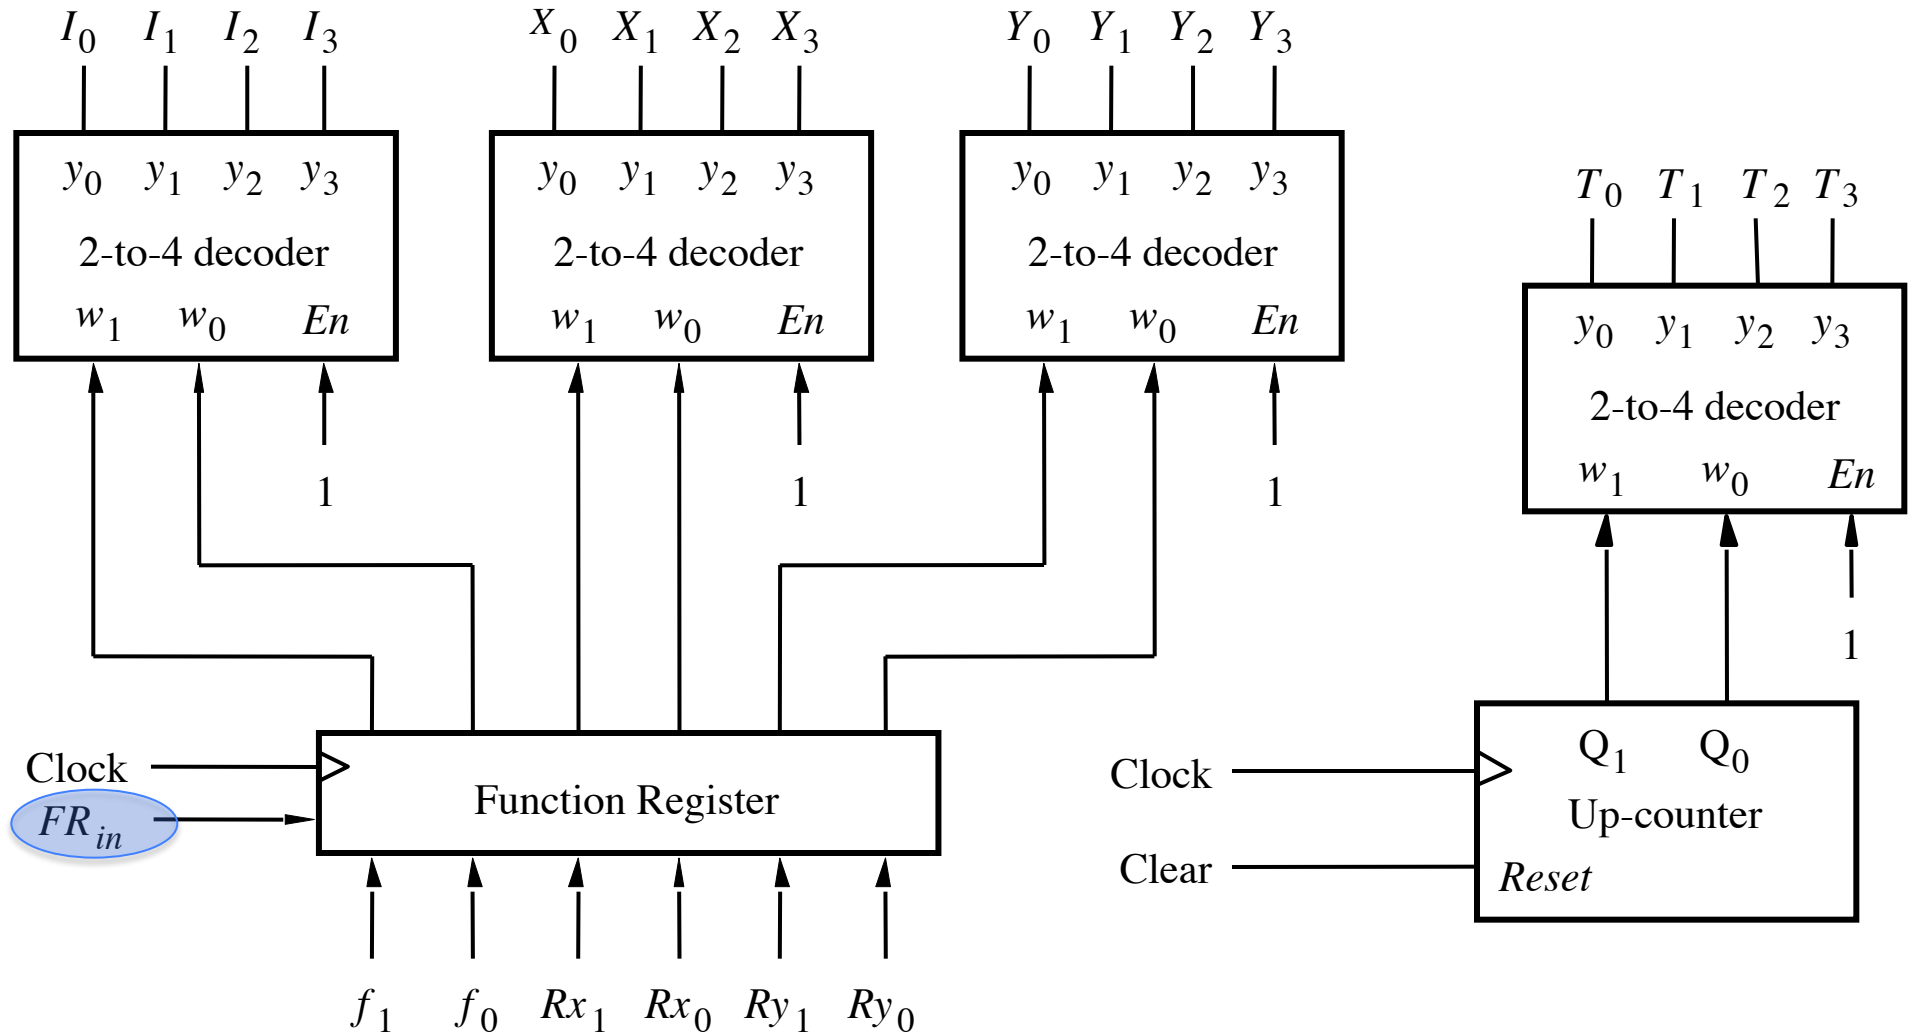 I0 I1 I2 I3 X0 X1 X2 X3 Y0 Y1 Y2 Y3
y0 y1 y2 y3 y0 y1 y2 y3 y0 y1 y2 y3
T0 T1 T2 T3
2-to-4 decoder 2-to-4 decoder 2-to-4 decoder
w1 w0 En w1 w0 En w1 w0 En
y0 y1 y2 y3
2-to-4 decoder
w1 w0 En
1 1 1
1
Clock Function Register
FRin
Q1 Q0
Clock
Up-counter
Clear Reset
f1 f0 Rx1 Rx0 Ry1 Ry0